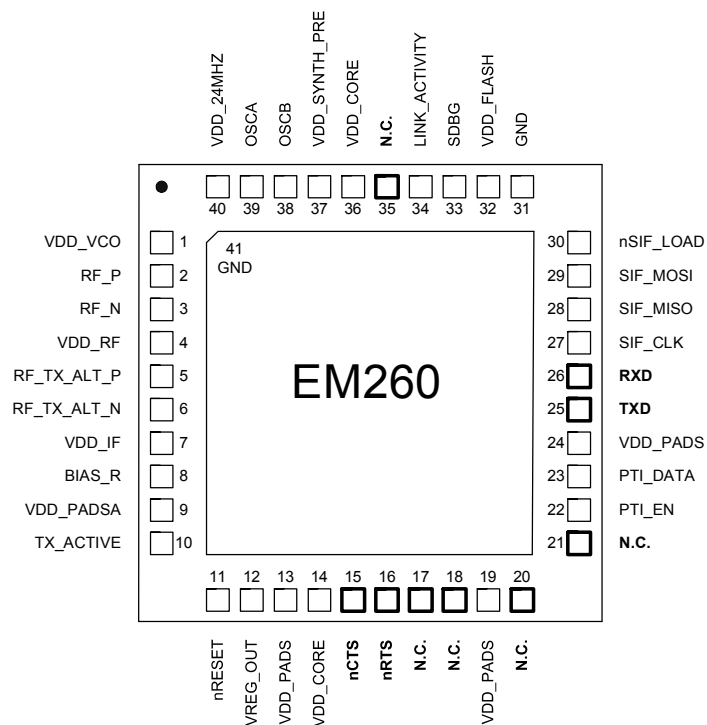 VDD_24MHZ
OSCA
OSCB
VDD_SYNTH_PRE
VDD_CORE
N.C.
LINK_ACTIVITY
SDBG
VDD_FLASH
GND
40 39 38 37 36 35 34 33 32 31
VDD_VCO 1
RF_P 2
RF_N 3
VDD_RF 4
RF_TX_ALT_P 5
RF_TX_ALT_N 6
VDD_IF 7
BIAS_R 8
VDD_PADSA 9
TX_ACTIVE 10
41
GND
EM260
30 nSIF_LOAD
29 SIF_MOSI
28 SIF_MISO
27 SIF_CLK
26 RXD
25 TXD
24 VDD_PADS
23 PTI_DATA
22 PTI_EN
21 N.C.
11 12 13 14 15 16 17 18 19 20
nRESET
VREG_OUT
VDD_PADS
VDD_CORE
nCTS
nRTS
N.C.
N.C.
VDD_PADS
N.C.